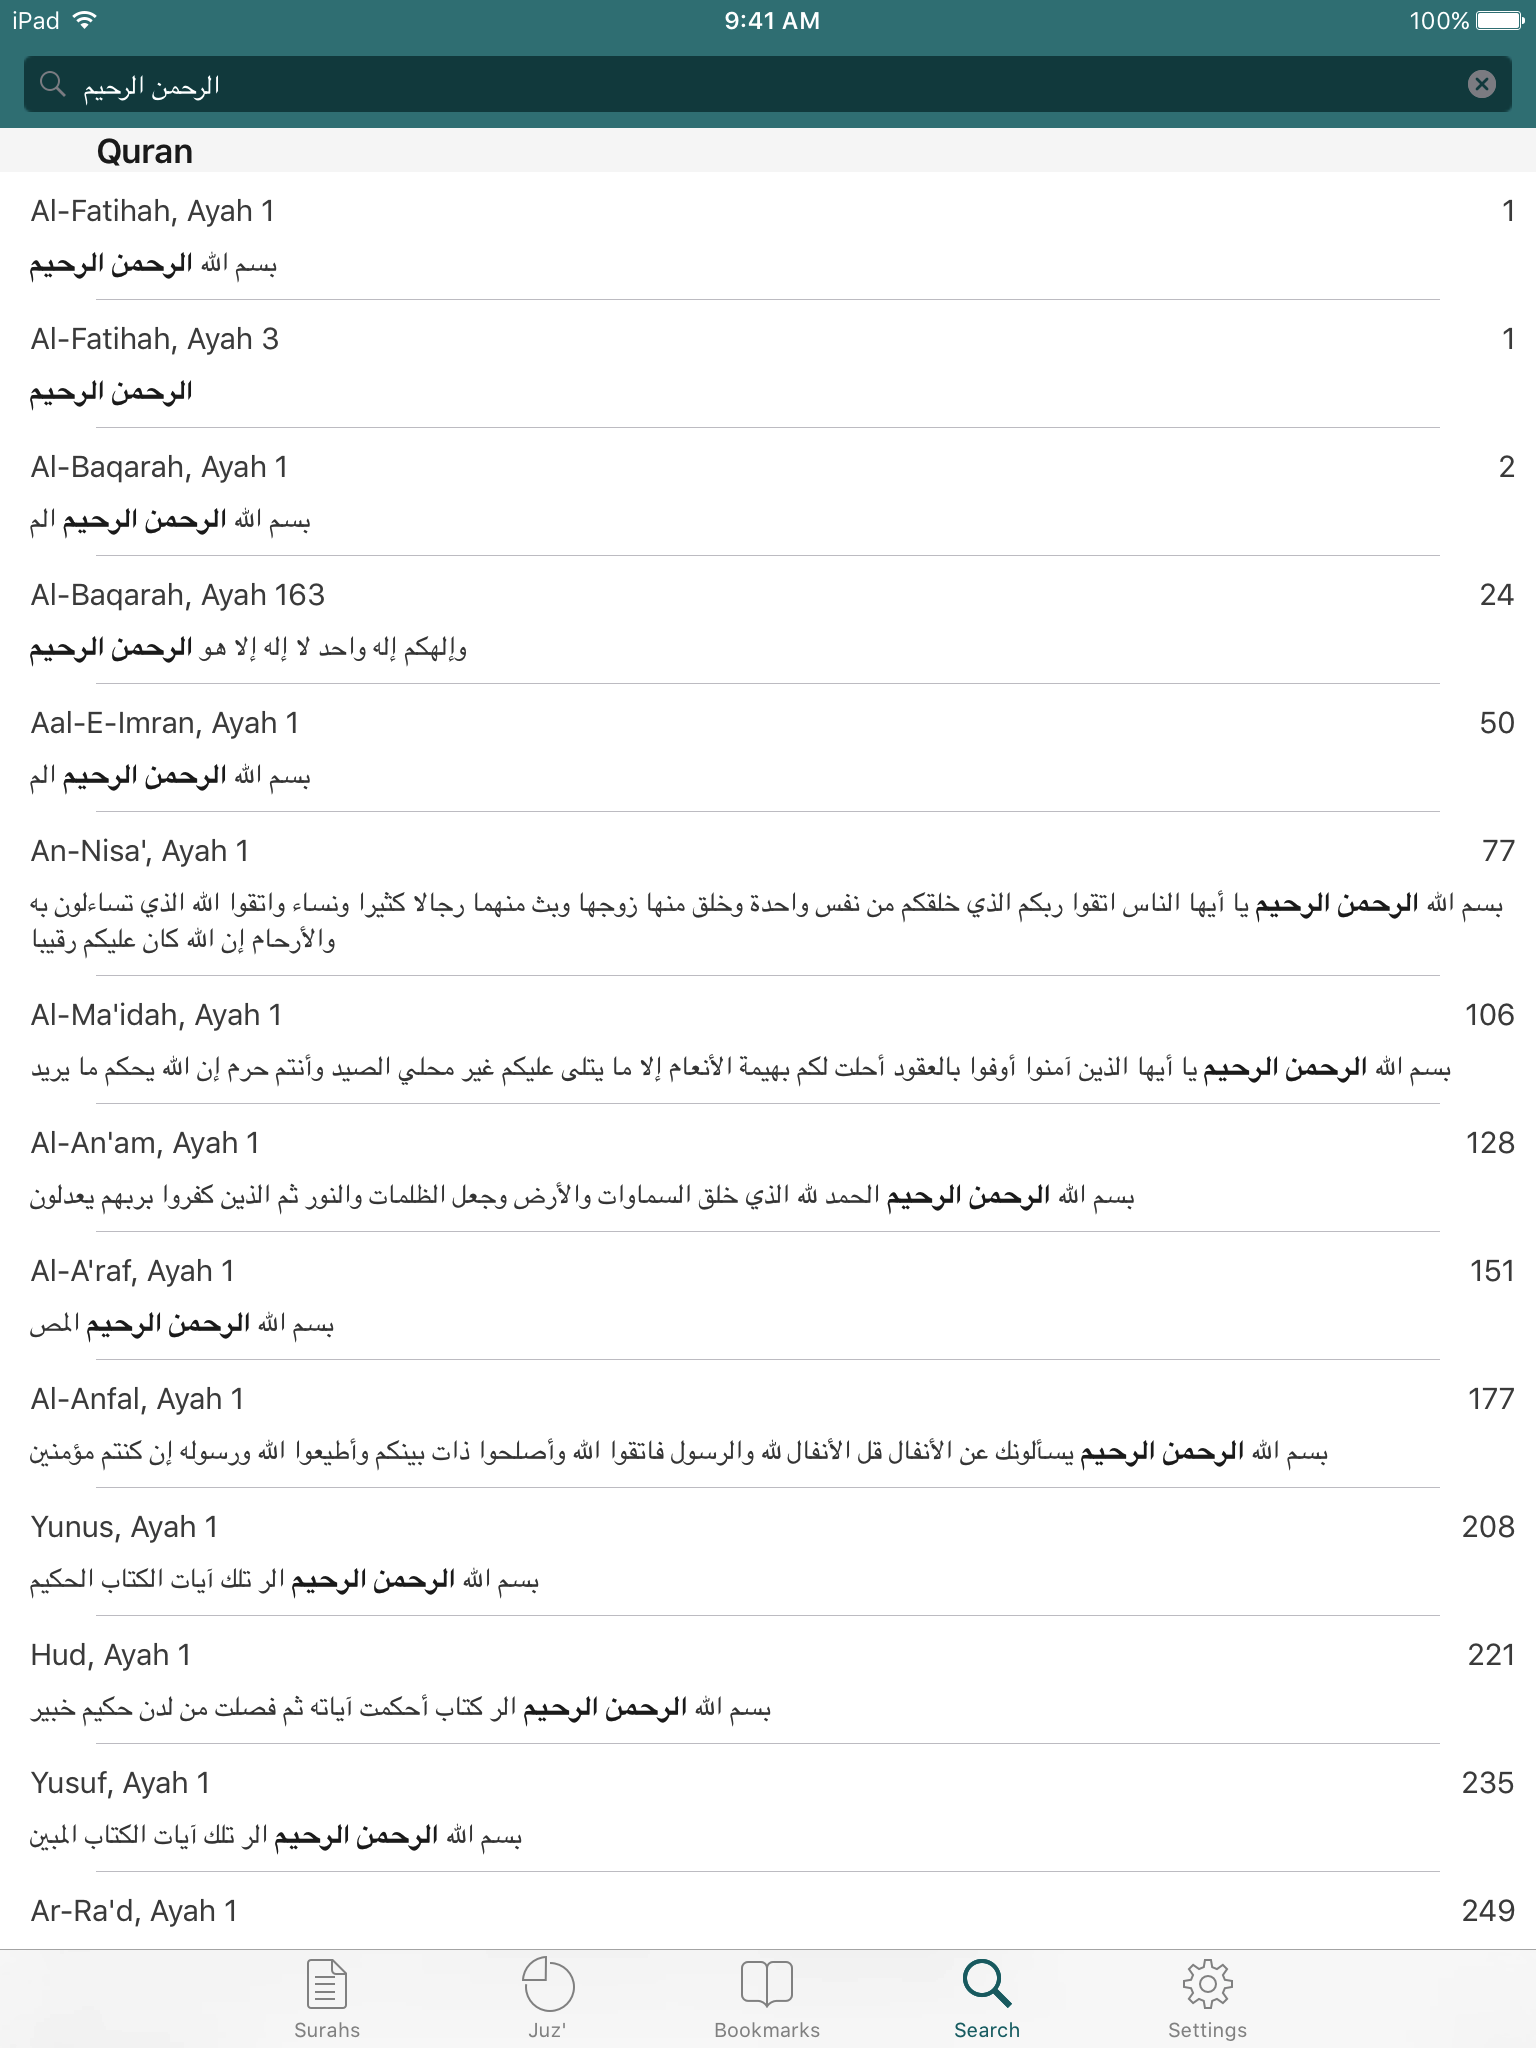 iPad 9:41 AM 100%
الرحمن الرحيم
Quran
Al-Fatihah, Ayah 1 1
بسم الله الرحمن الرحيم
Al-Fatihah, Ayah 3 1
الرحمن الرحيم
Al-Baqarah, Ayah 1 2
بسم الله الرحمن الرحيم الم
Al-Baqarah, Ayah 163 24
وإلهكم إله واحد لا إله إلا هو الرحمن الرحيم
Aal-E-Imran, Ayah 1 50
بسم الله الرحمن الرحيم الم
An-Nisa', Ayah 1 77
بسم الله الرحمن الرحيم يا أيها الناس اتقوا ربكم الذي خلقكم من نفس واحدة وخلق منها زوجها وبث منهما رجالا كثيرا ونساء واتقوا الله الذي تساءلون به
والأرحام إن الله كان عليكم رقيبا
Al-Ma'idah, Ayah 1 106
بسم الله الرحمن الرحيم يا أيها الذين آمنوا أوفوا بالعقود أحلت لكم بهيمة الأنعام إلا ما يتلى عليكم غير محلي الصيد وأنتم حرم إن الله يحكم ما يريد
Al-An'am, Ayah 1 128
بسم الله الرحمن الرحيم الحمد لله الذي خلق السماوات والأرض وجعل الظلمات والنور ثم الذين كفروا بربهم يعدلون
Al-A'raf, Ayah 1 151
بسم الله الرحمن الرحيم المص
Al-Anfal, Ayah 1 177
بسم الله الرحمن الرحيم يسألونك عن الأنفال قل الأنفال لله والرسول فاتقوا الله وأصلحوا ذات بينكم وأطيعوا الله ورسوله إن كنتم مؤمنين
Yunus, Ayah 1 208
بسم الله الرحمن الرحيم الر تلك آيات الكتاب الحكيم
Hud, Ayah 1 221
بسم الله الرحمن الرحيم الر كتاب أحكمت آياته ثم فصلت من لدن حكيم خبير
Yusuf, Ayah 1 235
بسم الله الرحمن الرحيم الر تلك آيات الكتاب المبين
Ar-Ra'd, Ayah 1 249
Surahs Juz' Bookmarks Search Settings